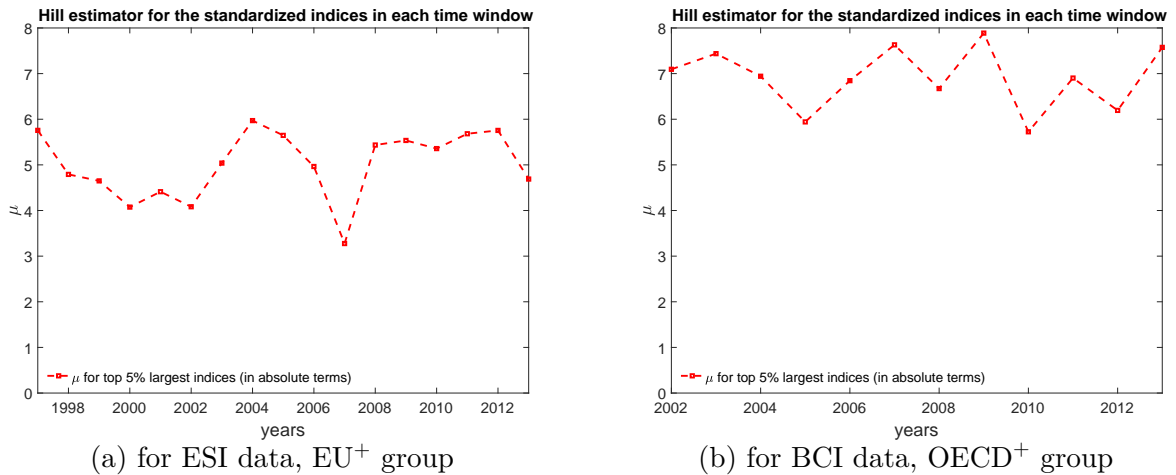 Hill estimator for the standardized indices in each time window
8
7
6
5
4
3
2
1
0
μ
μ for top 5% largest indices (in absolute terms)
1998 2000 2002 2004 2006 2008 2010 2012
years
(a) for ESI data, EU+ group
Hill estimator for the standardized indices in each time window
8
7
6
5
4
3
2
1
0
μ
μ for top 5% largest indices (in absolute terms)
2002 2004 2006 2008 2010 2012
years
(b) for BCI data, OECD+ group